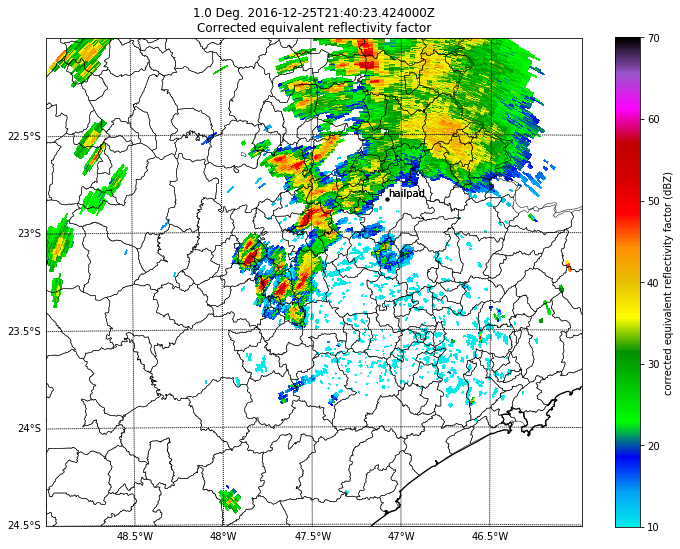 1.0 Deg. 2016-12-25T21:40:23.424000Z
Corrected equivalent reflectivity factor
22.5°S
23°S
23.5°S
24°S
24.5°S
48.5°W
48°W
47.5°W
47°W
46.5°W
hailpad
70
60
50
40
30
20
10
corrected equivalent reflectivity factor (dBZ)